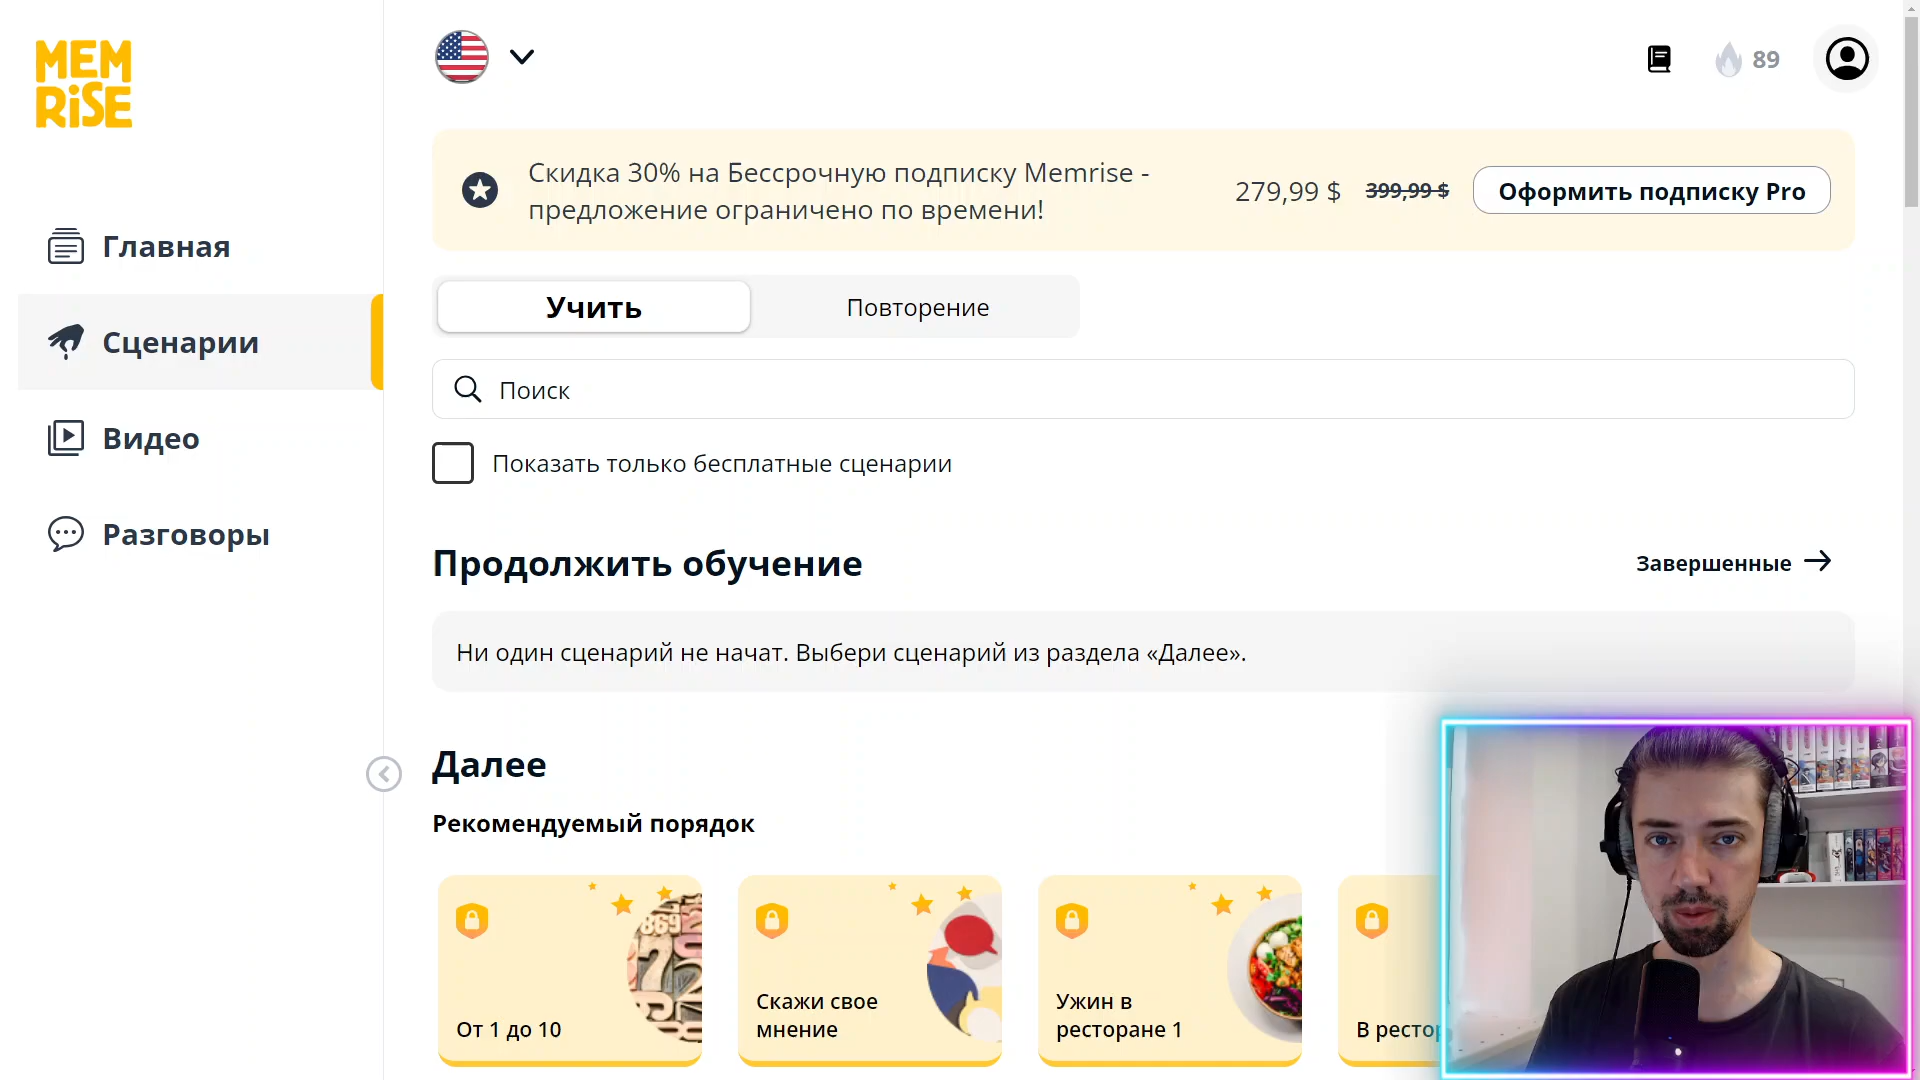 MEM
RiSE
89
Скидка 30% на Бессрочную подписку Memrise -
предложение ограничено по времени!
279,99 $ 399,99 $ Оформить подписку Pro
Главная
Сценарии
Видео
Разговоры
Учить Повторение
Поиск
Показать только бесплатные сценарии
Продолжить обучение
Завершенные
Ни один сценарий не начат. Выбери сценарий из раздела «Далее».
Далее
Рекомендуемый порядок
От 1 до 10
Скажи свое
мнение
Ужин в
ресторане 1
В рестор